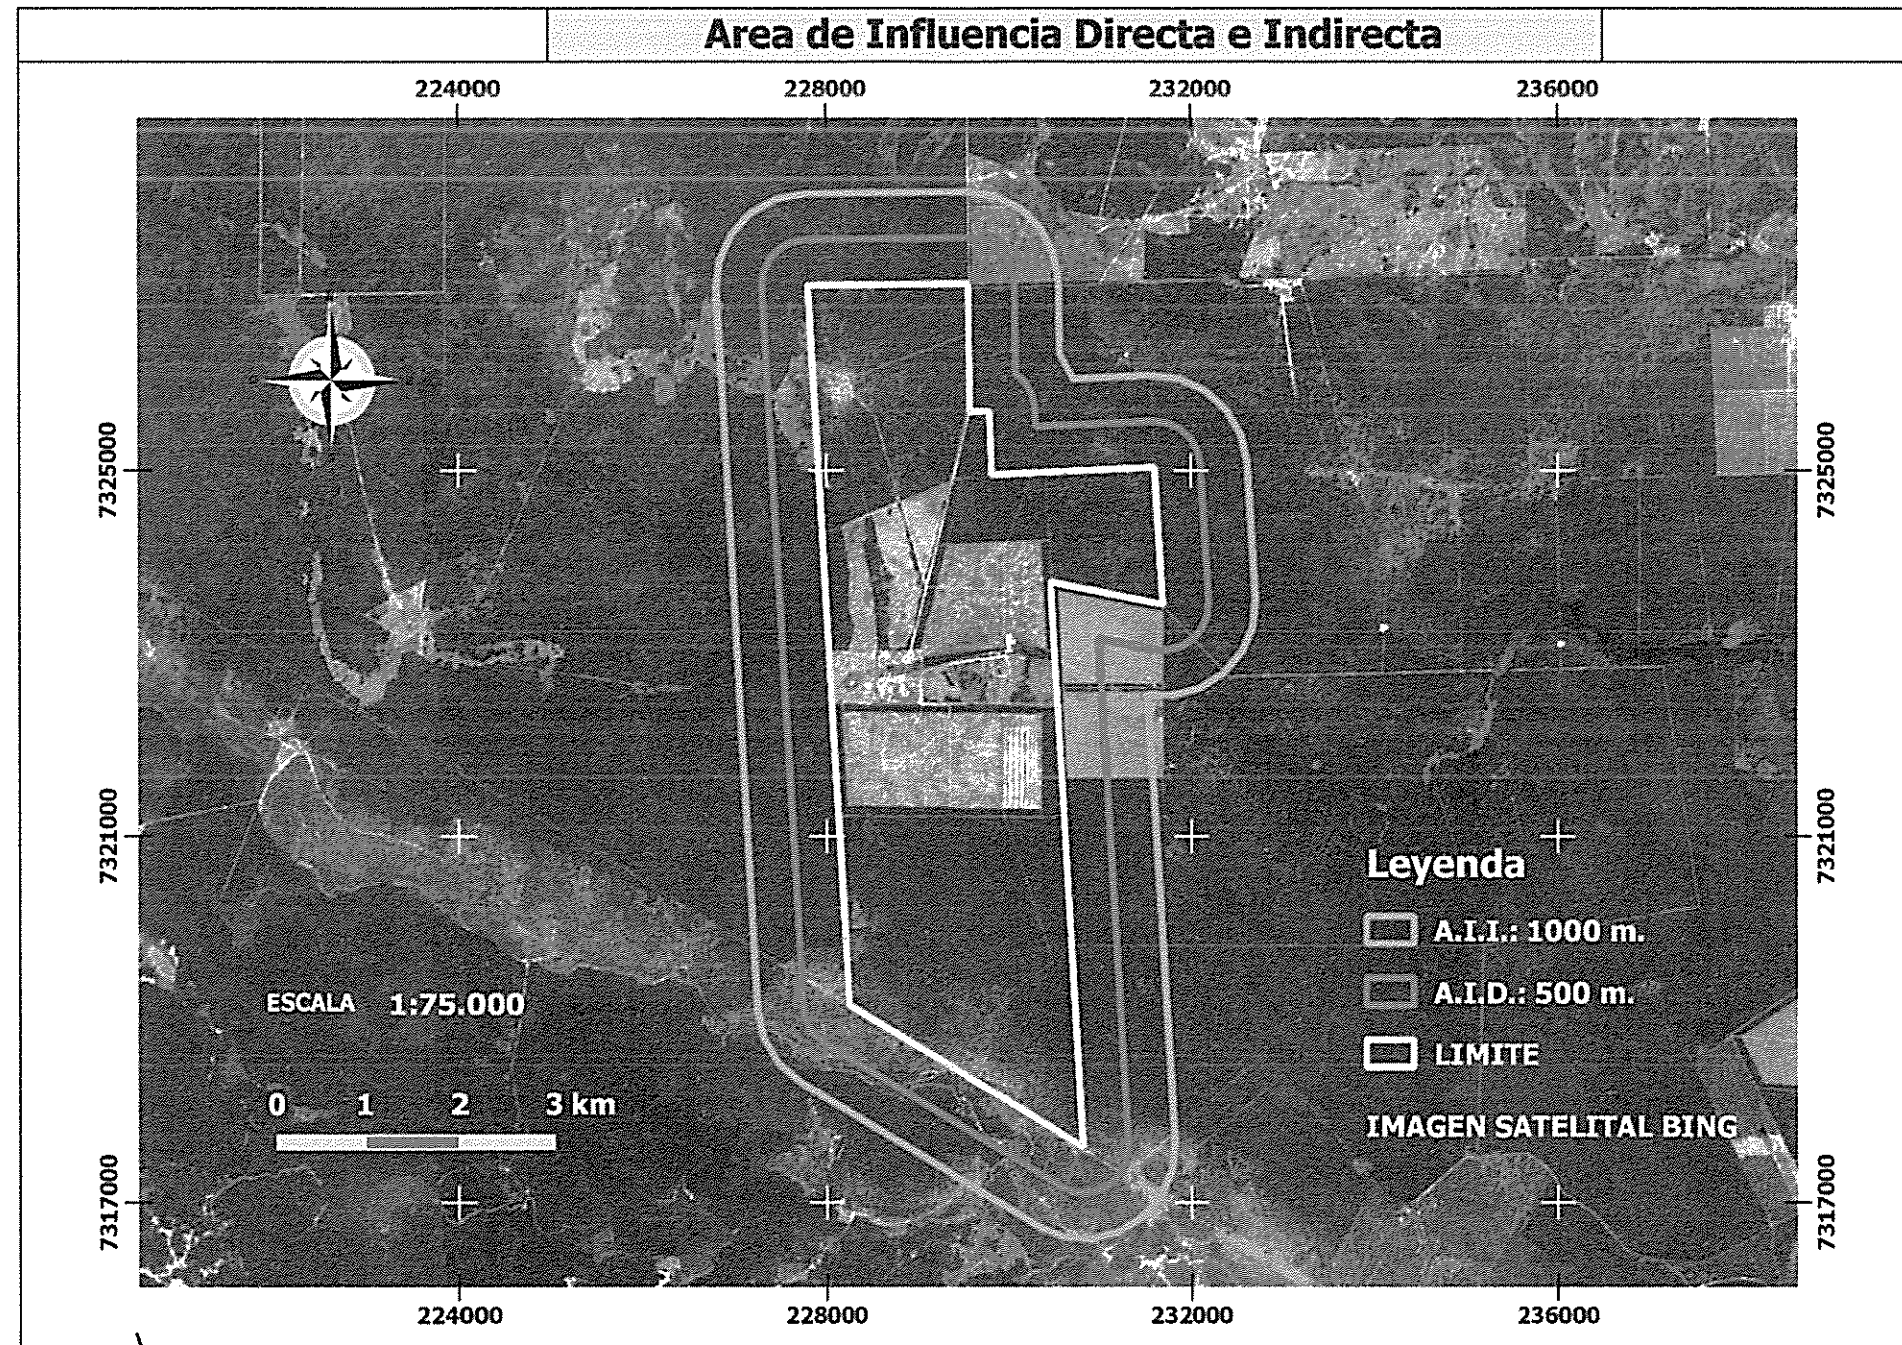 Area de Influencia Directa e Indirecta
224000 228000 232000 236000
7325000 7325000
7321000 7321000
Leyenda
A.I.I.: 1000 m.
A.I.D.: 500 m.
LIMITE
ESCALA 1:75.000
0 1 2 3 km
IMAGEN SATELITAL BING
7317000 7317000
224000 228000 232000 236000